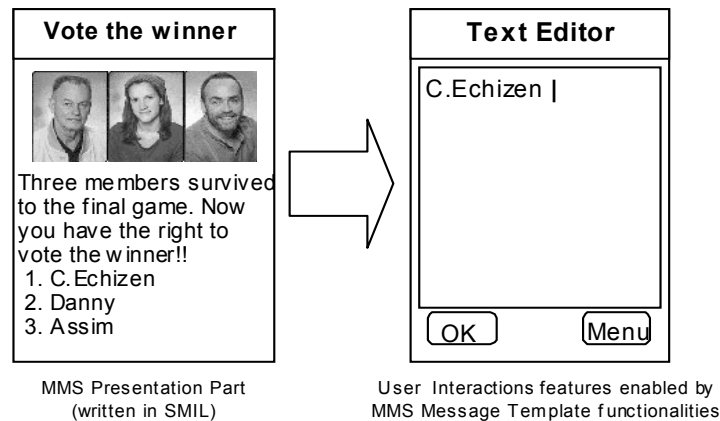 Vote the winner
Three members survived
to the final game. Now
you have the right to
vote the winner!!
1. C.Echizen
2. Danny
3. Assim
MMS Presentation Part
(written in SMIL)
Text Editor
C.Echizen |
OK
Menu
User Interactions features enabled by
MMS Message Template functionalities